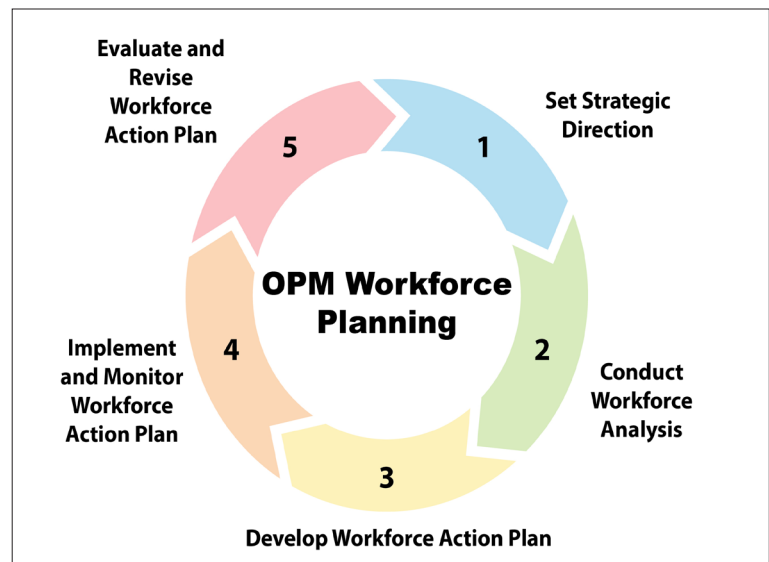 OPM Workforce
Planning
1
Set Strategic
Direction
2
Conduct
Workforce
Analysis
3
Develop Workforce Action Plan
4
Implement
and Monitor
Workforce
Action Plan
5
Evaluate and
Revise
Workforce
Action Plan